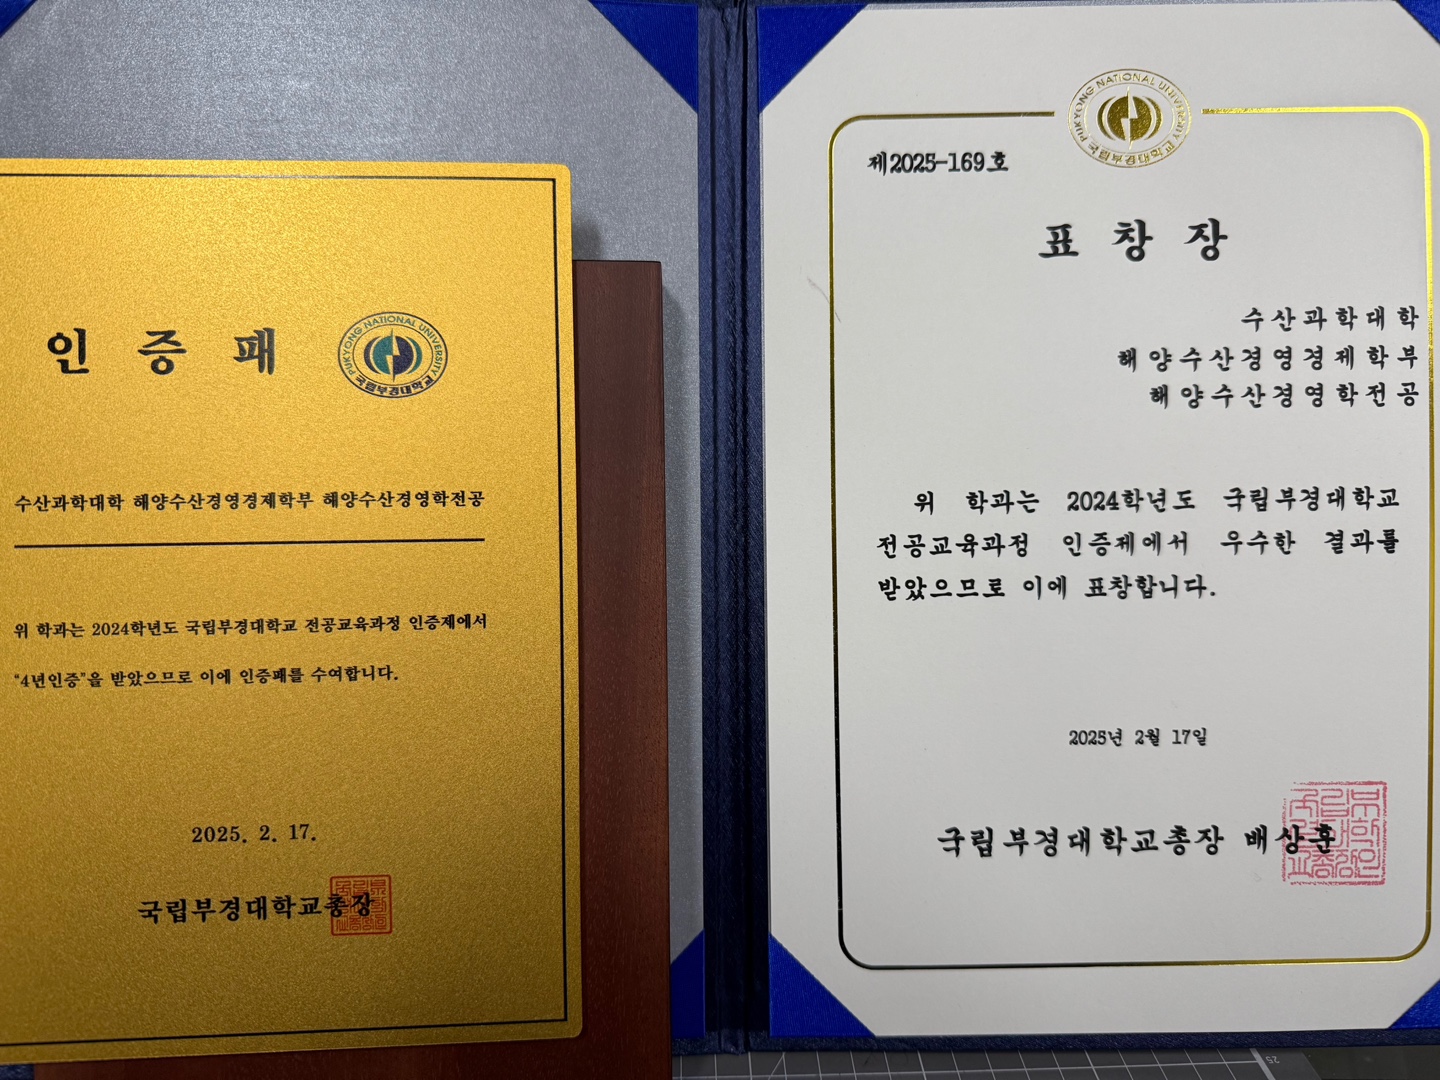 인 증 패
PUKYONG NATIONAL UNIVERSITY
국립부경대학교
수산과학대학 해양수산경영경제학부 해양수산경영학전공
위 학과는 2024학년도 국립부경대학교 전공교육과정 인증제에서
“4년인증”을 받았으므로 이에 인증패를 수여합니다.
2025. 2. 17.
국립부경대학교총장
PUKYONG NATIONAL UNIVERSITY
국립부경대학교
제2025-169호
표 창 장
수산과학대학
해양수산경영경제학부
해양수산경영학전공
위 학과는 2024학년도 국립부경대학교
전공교육과정 인증제에서 우수한 결과를
받았으므로 이에 표창합니다.
2025년 2월 17일
국립부경대학교총장 배상훈
국립부
경대학
교총장인
25